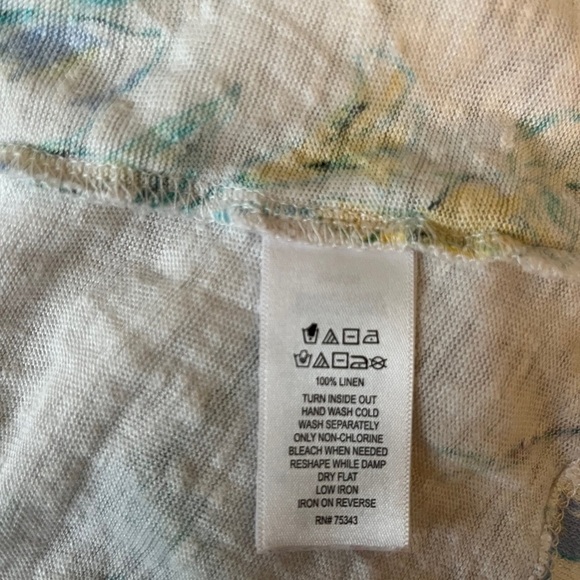 100% LINEN
TURN INSIDE OUT
HAND WASH COLD
WASH SEPARATELY
ONLY NON-CHLORINE
BLEACH WHEN NEEDED
RESHAPE WHILE DAMP
DRY FLAT
LOW IRON
IRON ON REVERSE
RN# 75343